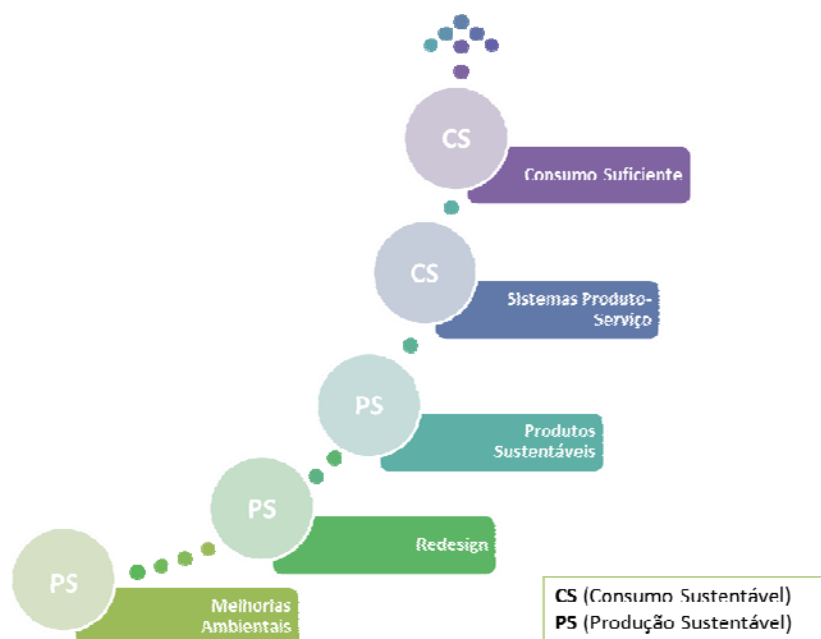 CS
Consumo Suficiente
CS
Sistemas Produto-
Serviço
PS
Produtos
Sustentáveis
PS
Redesign
PS
Melhorias
Ambientais
CS (Consumo Sustentável)
PS (Produção Sustentável)